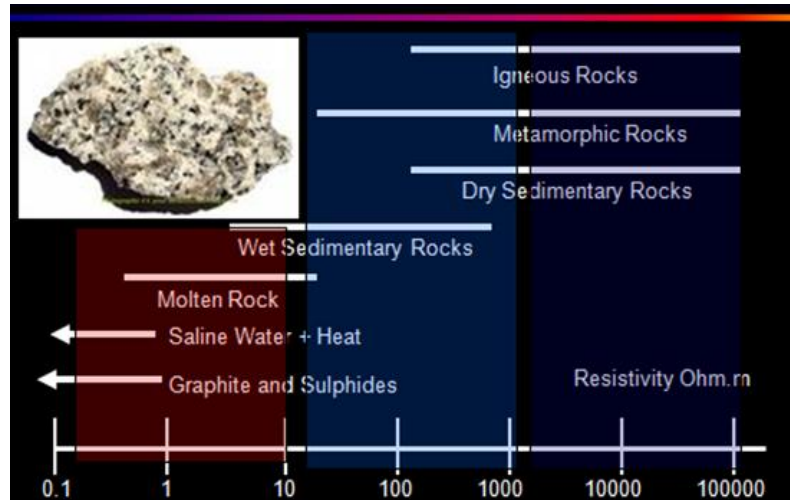 Igneous Rocks
Metamorphic Rocks
Dry Sedimentary Rocks
Wet Sedimentary Rocks
Molten Rock
Saline Water + Heat
Graphite and Sulphides
Resistivity Ohm.m
0.1 1 10 100 1000 10000 100000